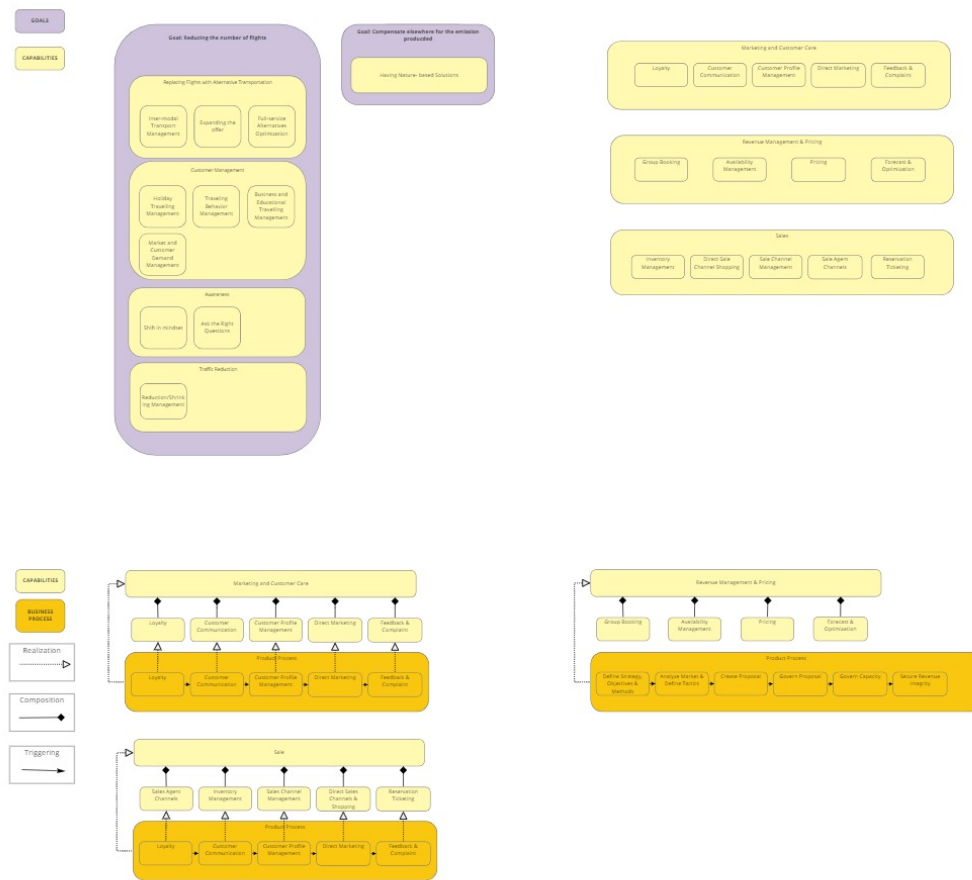 GOALS
CAPABILITIES
Goal: Reducing the number of flights
Replacing Flights with Alternative Transportation
Inter-modal
Transport
Management
Expanding the
offer
Full-service
Alternatives
Optimization
Customer Management
Holiday
Travelling
Management
Traveling
Behavior
Management
Business and
Educational
Travelling
Management
Market and
Customer
Demand
Management
Awareness
Shift in mindset
Ask the Right
Questions
Traffic Reduction
Reduction/Shrink
ing Management
Goal: Compensate elsewhere for the emission
producded
Having Nature- based Solutions
Marketing and Customer Care
Loyalty
Customer
Communication
Customer Profile
Management
Direct Marketing
Feedback &
Complaint
Revenue Management & Pricing
Group Booking
Availability
Management
Pricing
Forecast &
Optimization
Sales
Inventory
Management
Direct Sale
Channel Shopping
Sale Channel
Management
Sale Agent
Channels
Reservation
Ticketing
CAPABILITIES
BUSINESS
PROCESS
Realization
Composition
Triggering
Marketing and Customer Care
Loyalty
Customer
Communication
Customer Profile
Management
Direct Marketing
Feedback &
Complaint
Product Process
Loyalty
Customer
Communication
Customer Profile
Management
Direct Marketing
Feedback &
Complaint
Revenue Management & Pricing
Group Booking
Availability
Management
Pricing
Forecast &
Optimization
Product Process
Define Strategy
Objectives &
Methods
Analyse Market &
Define Tactics
Create Proposal
Govern Proposal
Govern Capacity
Secure Revenue
Integrity
Sale
Sales Agent
Channels
Inventory
Management
Sales Channel
Management
Direct Sales
Channels &
Shopping
Reservation
Ticketing
Product Process
Loyalty
Customer
Communication
Customer Profile
Management
Direct Marketing
Feedback &
Complaint